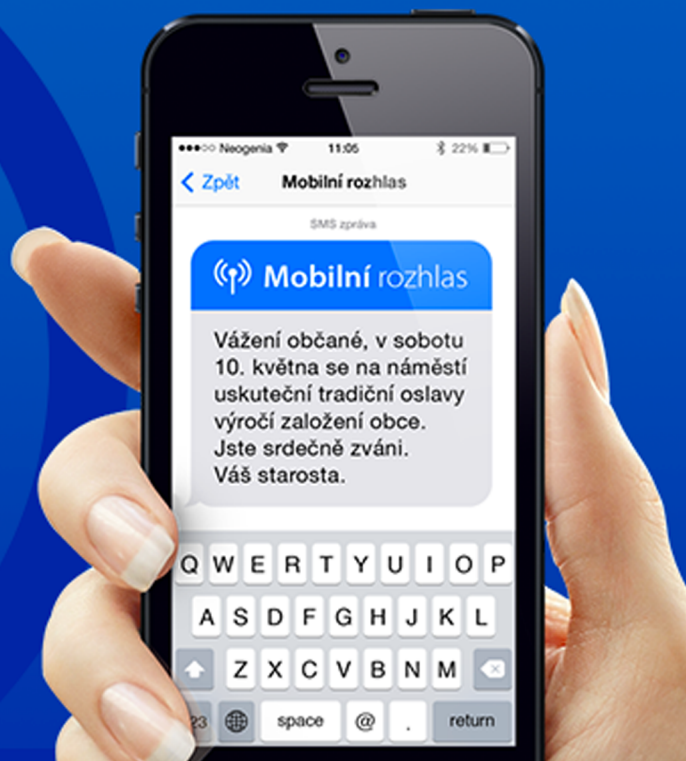 Neogenia 11:05 22%
Zpět Mobilní rozhlas
SMS zpráva
Mobilní rozhlas
Vážení občané, v sobotu
10. května se na náměstí
uskuteční tradiční oslavy
výročí založení obce.
Jste srdečně zváni.
Váš starosta.
Q W E R T Y U I O P
A S D F G H J K L
Z X C V B N M
23 space @ . return